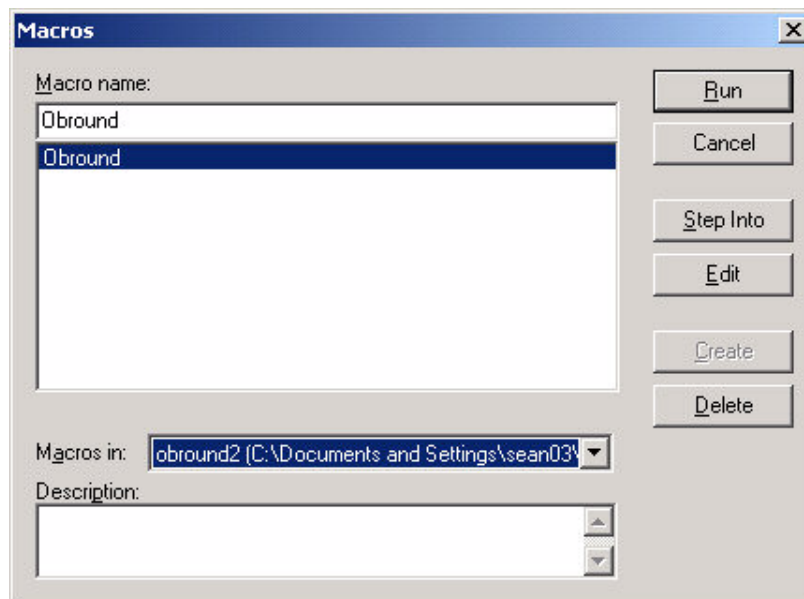 Macros
Macro name:
Obround
Obround
Run
Cancel
Step Into
Edit
Create
Delete
Macros in:
obround2 (C:\Documents and Settings\sean03\
Description: